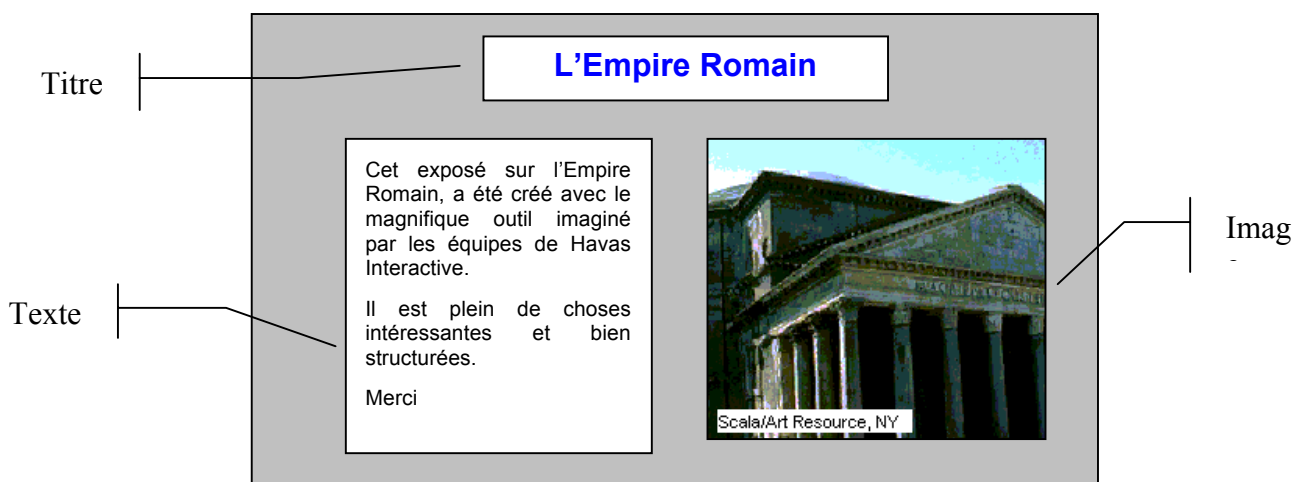 L'Empire Romain
Titre
Cet exposé sur l'Empire
Romain, a été créé avec le
magnifique outil imaginé
par les équipes de Havas
Interactive.
Il est plein de choses
intéressantes et bien
structurées.
Merci
Texte
Imag
Scala/Art Resource, NY